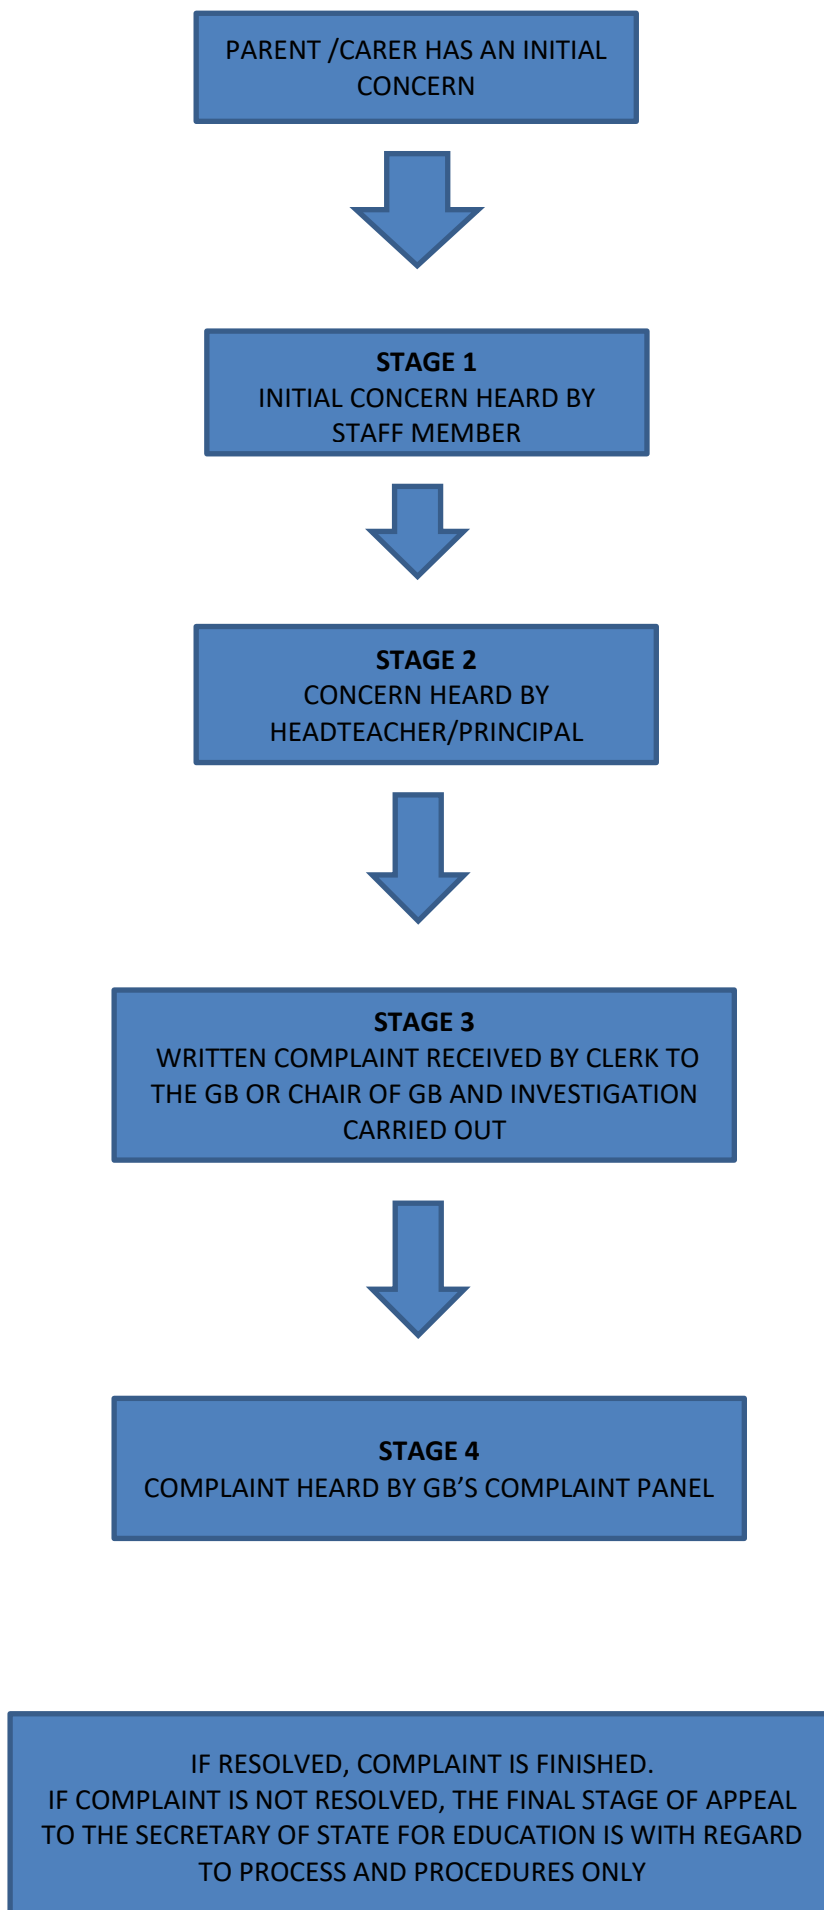 PARENT /CARER HAS AN INITIAL
CONCERN
STAGE 1
INITIAL CONCERN HEARD BY
STAFF MEMBER
STAGE 2
CONCERN HEARD BY
HEADTEACHER/PRINCIPAL
STAGE 3
WRITTEN COMPLAINT RECEIVED BY CLERK TO
THE GB OR CHAIR OF GB AND INVESTIGATION
CARRIED OUT
STAGE 4
COMPLAINT HEARD BY GB’S COMPLAINT PANEL
IF RESOLVED, COMPLAINT IS FINISHED.
IF COMPLAINT IS NOT RESOLVED, THE FINAL STAGE OF APPEAL
TO THE SECRETARY OF STATE FOR EDUCATION IS WITH REGARD
TO PROCESS AND PROCEDURES ONLY